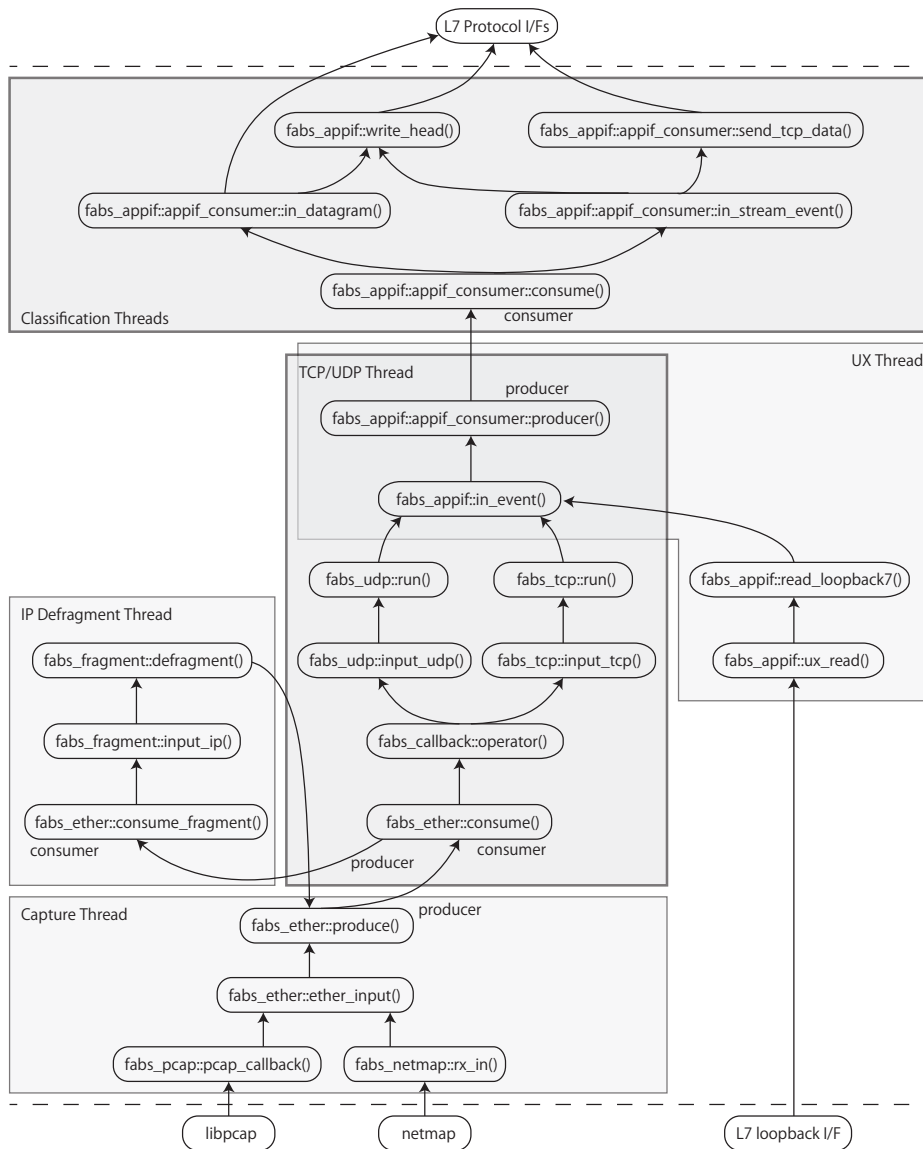 L7 Protocol I/Fs
fabs_appif::write_head()
fabs_appif::appif_consumer::send_tcp_data()
fabs_appif::appif_consumer::in_datagram()
fabs_appif::appif_consumer::in_stream_event()
fabs_appif::appif_consumer::consume()
consumer
Classification Threads
UX Thread
TCP/UDP Thread
producer
fabs_appif::appif_consumer::producer()
fabs_appif::in_event()
fabs_udp::run()
fabs_tcp::run()
fabs_appif::read_loopback7()
IP Defragment Thread
fabs_fragment::defragment()
fabs_udp::input_udp()
fabs_tcp::input_tcp()
fabs_appif::ux_read()
fabs_fragment::input_ip()
fabs_callback::operator()
fabs_ether::consume_fragment()
fabs_ether::consume()
consumer
producer
consumer
Capture Thread
producer
fabs_ether::produce()
fabs_ether::ether_input()
fabs_pcap::pcap_callback()
fabs_netmap::rx_in()
libpcap
netmap
L7 loopback I/F